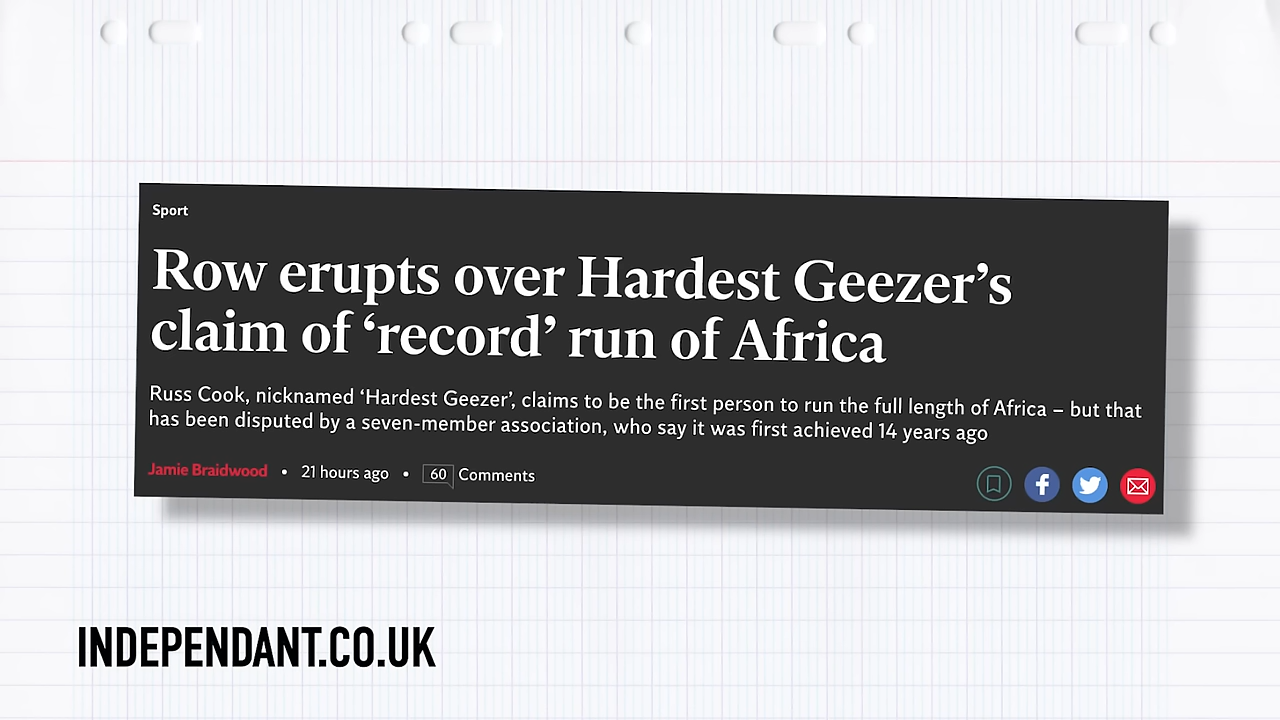 Sport
Row erupts over Hardest Geezer’s
claim of ‘record’ run of Africa
Russ Cook, nicknamed ‘Hardest Geezer’, claims to be the first person to run the full length of Africa – but that
has been disputed by a seven-member association, who say it was first achieved 14 years ago
Jamie Braidwood • 21 hours ago • 60 Comments
INDEPENDANT.CO.UK